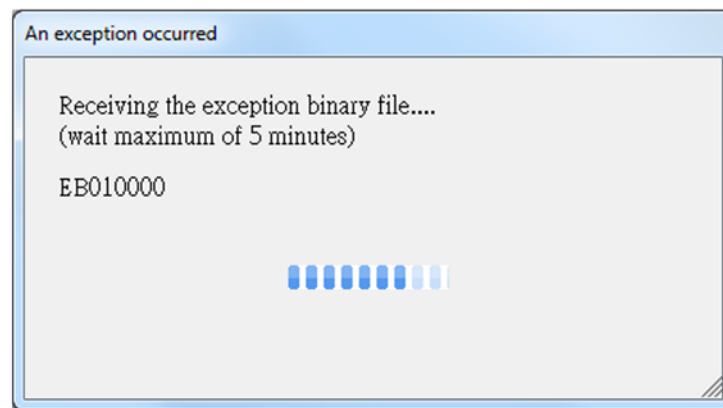 An exception occurred
Receiving the exception binary file....
(wait maximum of 5 minutes)
EB010000